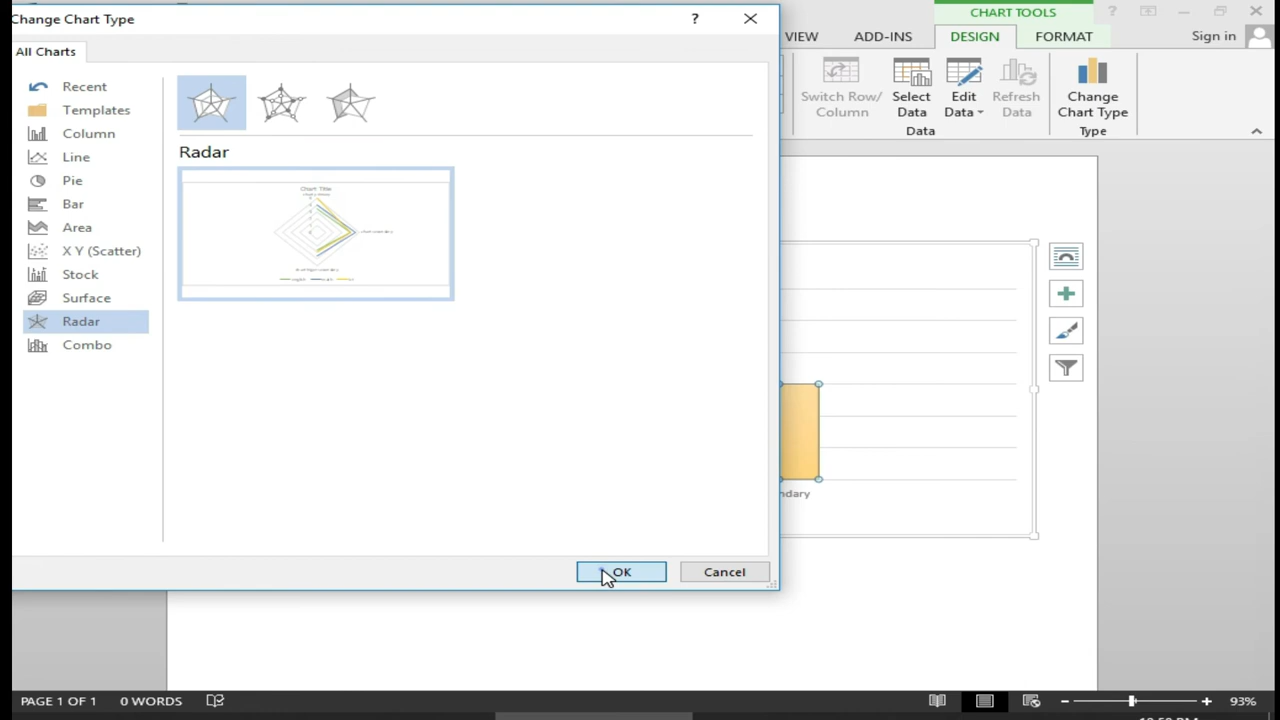 Change Chart Type
?
All Charts
Recent
Templates
Column
Line
Pie
Bar
Area
X Y (Scatter)
Stock
Surface
Radar
Combo
Radar
Chart Title
OK
Cancel
CHART TOOLS
?
VIEW
ADD-INS
DESIGN
FORMAT
Sign in
Switch Row/
Column
Select
Data
Edit
Data
Refresh
Data
Change
Chart Type
Data
Type
ndary
PAGE 1 OF 1
0 WORDS
93%